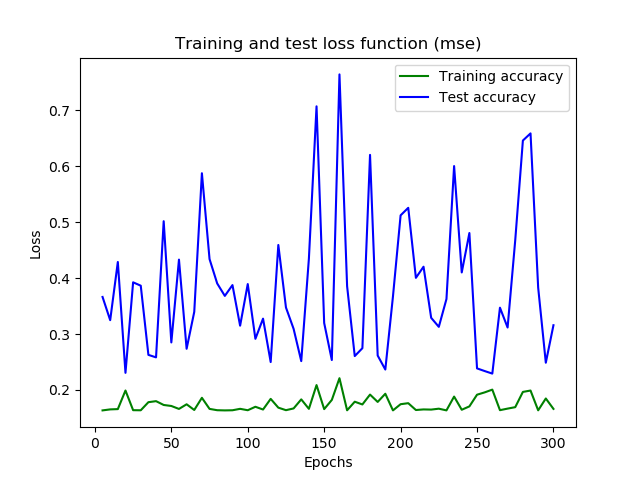 Training and test loss function (mse)
Training accuracy
Test accuracy
0.7
0.6
0.5
0.4
0.3
0.2
Loss
0 50 100 150 200 250 300
Epochs